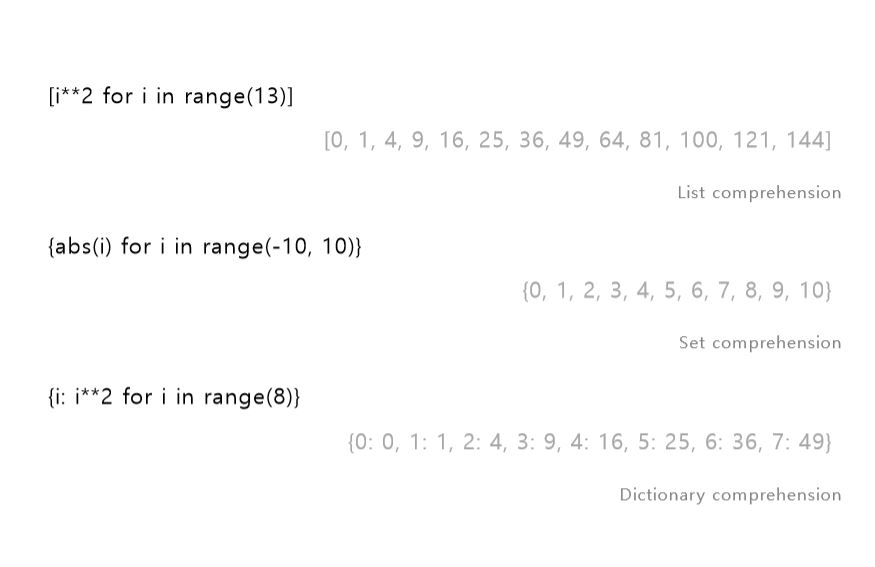 [i**2 for i in range(13)]
[0, 1, 4, 9, 16, 25, 36, 49, 64, 81, 100, 121, 144]
List comprehension
{abs(i) for i in range(-10, 10)}
{0, 1, 2, 3, 4, 5, 6, 7, 8, 9, 10}
Set comprehension
{i: i**2 for i in range(8)}
{0: 0, 1: 1, 2: 4, 3: 9, 4: 16, 5: 25, 6: 36, 7: 49}
Dictionary comprehension